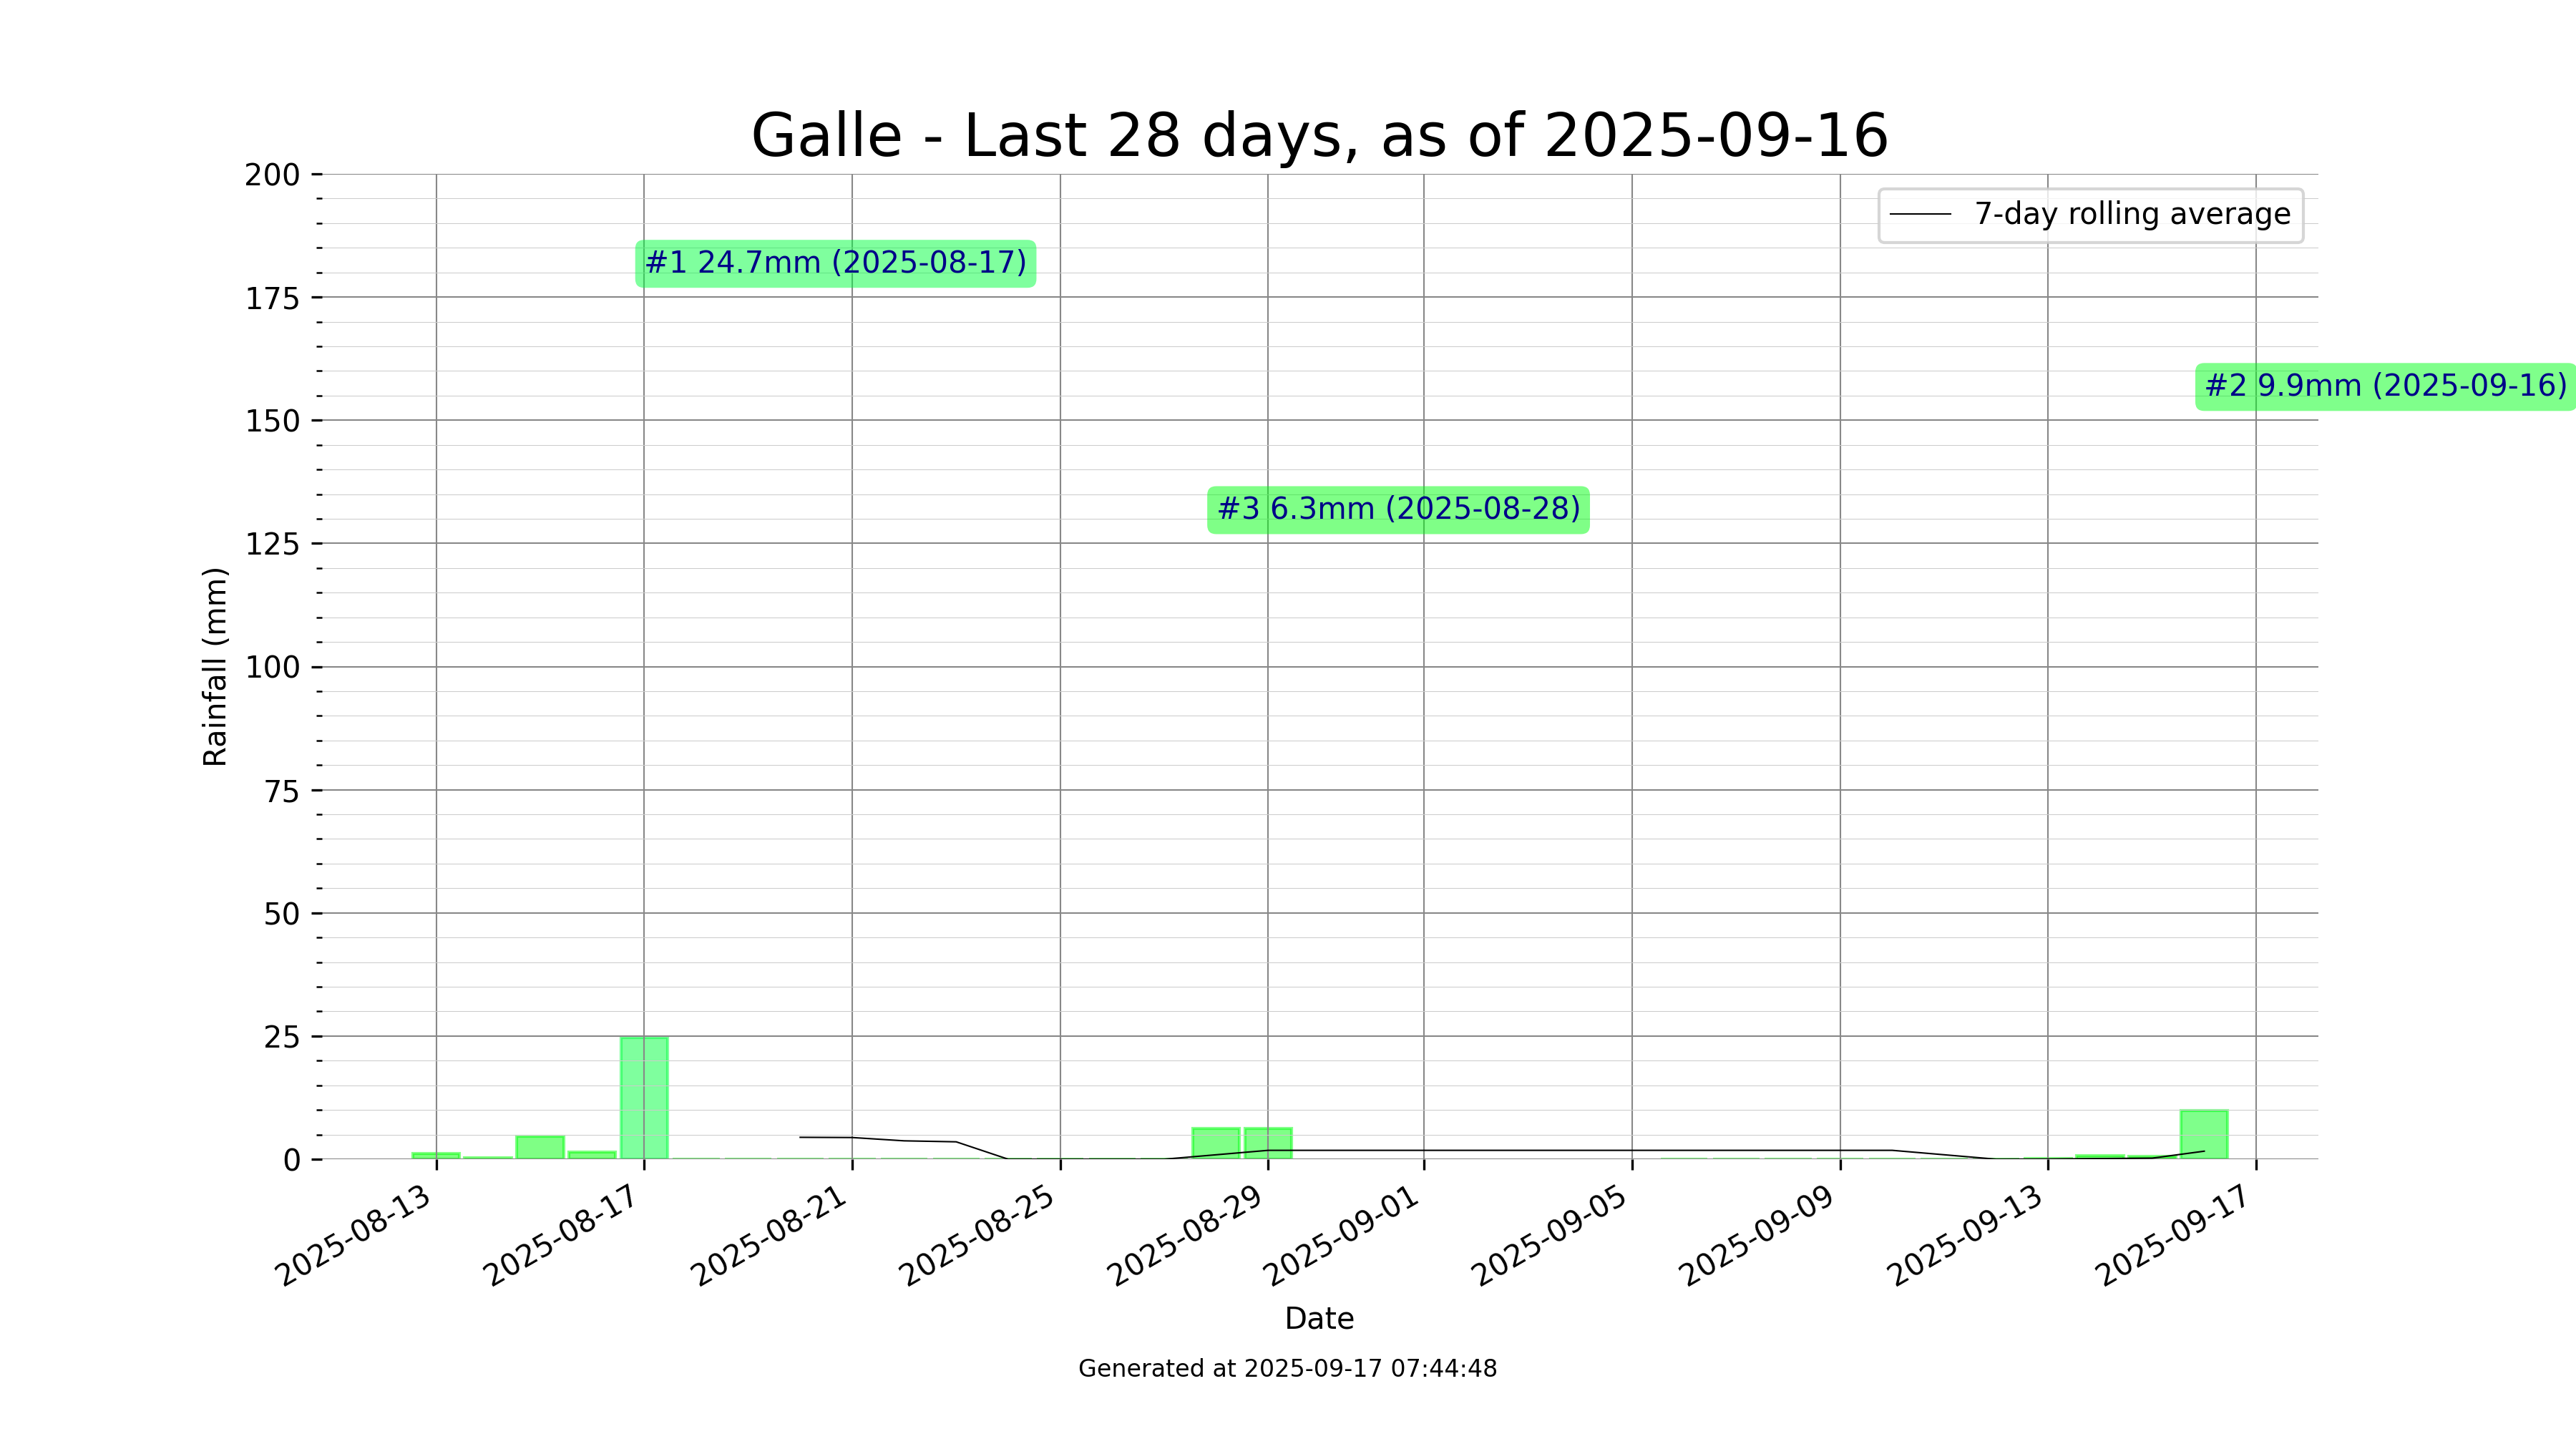 Galle - Last 28 days, as of 2025-09-16
7-day rolling average
#1 24.7mm (2025-08-17)
#2 9.9mm (2025-09-16)
#3 6.3mm (2025-08-28)
Rainfall (mm)
200
175
150
125
100
75
50
25
0
2025-08-13
2025-08-17
2025-08-21
2025-08-25
2025-08-29
2025-09-01
2025-09-05
2025-09-09
2025-09-13
2025-09-17
Date
Generated at 2025-09-17 07:44:48